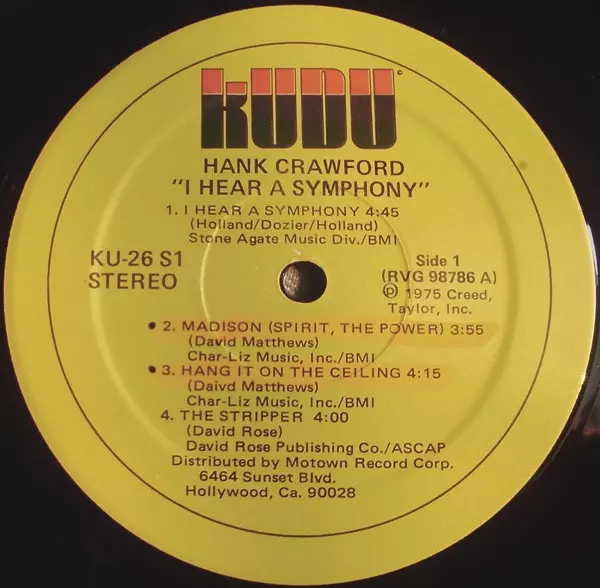 KUDU
HANK CRAWFORD
"I HEAR A SYMPHONY"
1. I HEAR A SYMPHONY 4:45
(Holland/Dozier/Holland)
Stone Agate Music Div./BMI
KU-26 S1
STEREO
Side 1
(RVG 98786 A)
℗ 1975 Creed,
Taylor, Inc.
• 2. MADISON (SPIRIT, THE POWER) 3:55
(David Matthews)
Char-Liz Music, Inc./BMI
• 3. HANG IT ON THE CEILING 4:15
(Daivd Matthews)
Char-Liz Music, Inc./BMI
4. THE STRIPPER 4:00
(David Rose)
David Rose Publishing Co./ASCAP
Distributed by Motown Record Corp.
6464 Sunset Blvd.
Hollywood, Ca. 90028